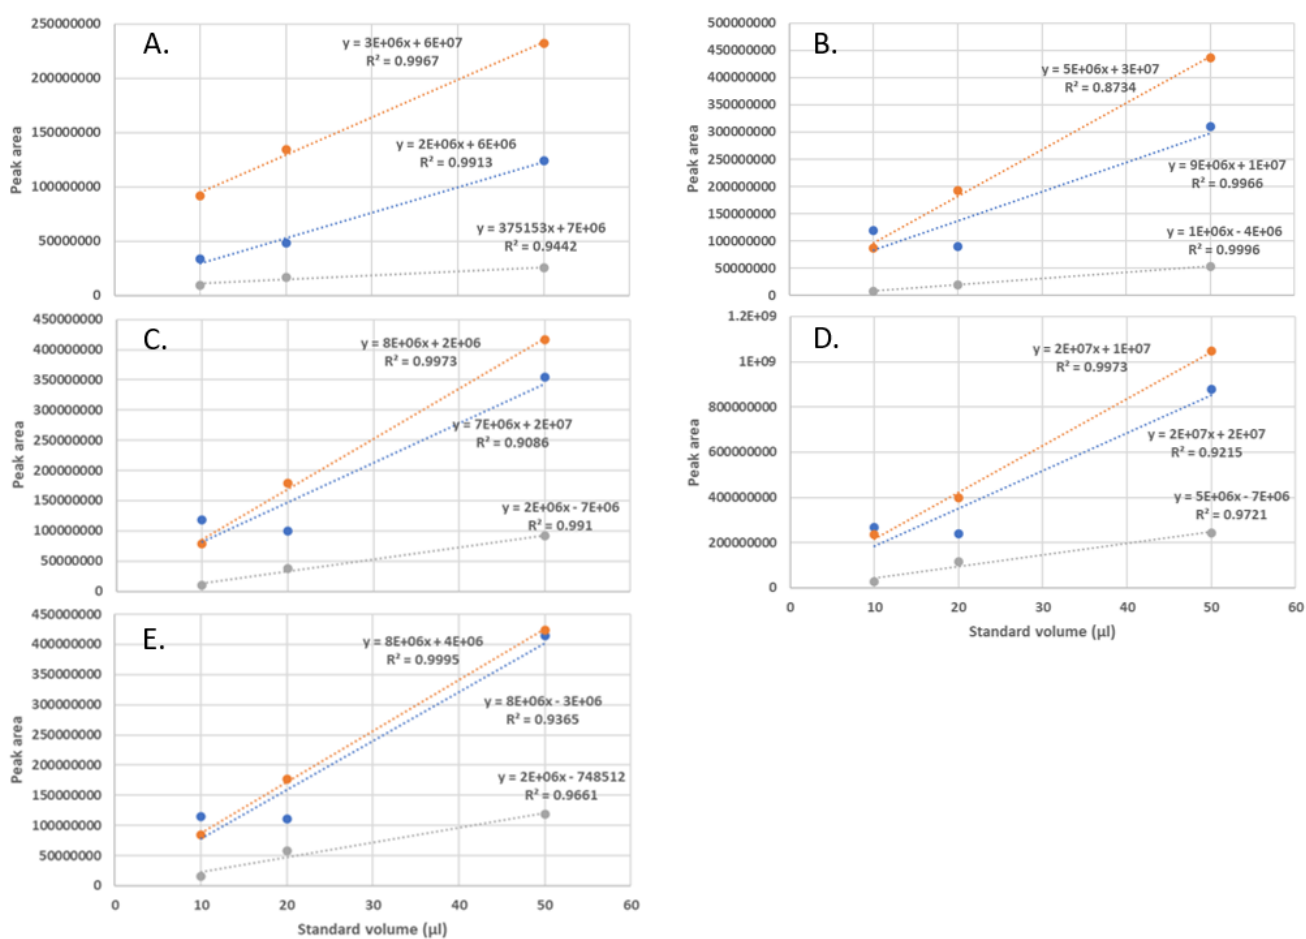 A.
250000000
200000000
150000000
100000000
50000000
0
Peak area
y = 3E+06x + 6E+07
R² = 0.9967
y = 2E+06x + 6E+06
R² = 0.9913
y = 375153x + 7E+06
R² = 0.9442
B.
500000000
450000000
400000000
350000000
300000000
250000000
200000000
150000000
100000000
50000000
0
Peak area
y = 5E+06x + 3E+07
R² = 0.8734
y = 9E+06x + 1E+07
R² = 0.9966
y = 1E+06x - 4E+06
R² = 0.9996
C.
450000000
400000000
350000000
300000000
250000000
200000000
150000000
100000000
50000000
0
Peak area
y = 8E+06x + 2E+06
R² = 0.9973
y = 7E+06x + 2E+07
R² = 0.9086
y = 2E+06x - 7E+06
R² = 0.991
D.
1.2E+09
1E+09
800000000
600000000
400000000
200000000
0
Peak area
y = 2E+07x + 1E+07
R² = 0.9973
y = 2E+07x + 2E+07
R² = 0.9215
y = 5E+06x - 7E+06
R² = 0.9721
0 10 20 30 40 50 60
Standard volume (µl)
E.
450000000
400000000
350000000
300000000
250000000
200000000
150000000
100000000
50000000
0
Peak area
y = 8E+06x + 4E+06
R² = 0.9995
y = 8E+06x - 3E+06
R² = 0.9365
y = 2E+06x - 748512
R² = 0.9661
0 10 20 30 40 50 60
Standard volume (µl)